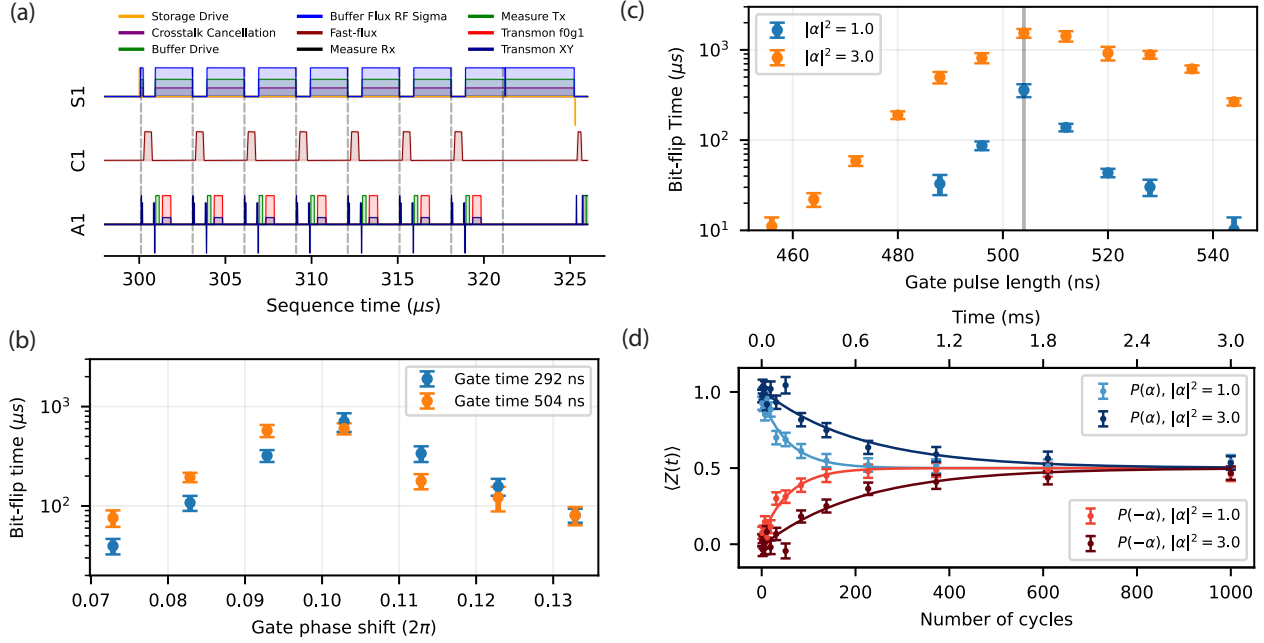 (a)
Storage Drive
Crosstalk Cancellation
Buffer Drive
Buffer Flux RF Sigma
Fast-flux
Measure Rx
Measure Tx
Transmon f0g1
Transmon XY
S1
C1
A1
300 305 310 315 320 325
Sequence time (μs)
(b)
Bit-flip time (μs)
10³
10²
Gate time 292 ns
Gate time 504 ns
0.07 0.08 0.09 0.10 0.11 0.12 0.13
Gate phase shift (2π)
(c)
Bit-flip Time (μs)
10³
10²
10¹
|α|² = 1.0
|α|² = 3.0
460 480 500 520 540
Gate pulse length (ns)
(d)
Time (ms)
0.0 0.6 1.2 1.8 2.4 3.0
⟨Z(t)⟩
1.0
0.5
0.0
P(α), |α|² = 1.0
P(α), |α|² = 3.0
P(−α), |α|² = 1.0
P(−α), |α|² = 3.0
0 200 400 600 800 1000
Number of cycles